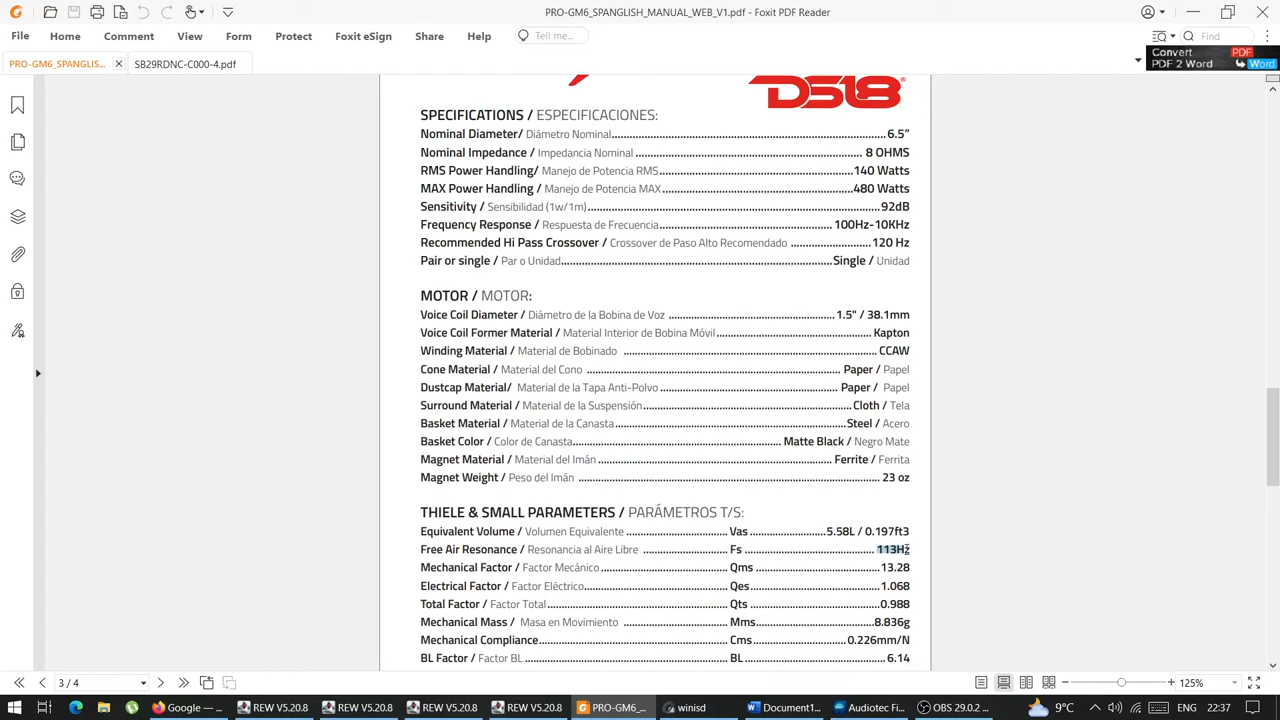 PRO-GM6_SPANGLISH_MANUAL_WEB_V1.pdf - Foxit PDF Reader
File Home Comment View Form Protect Foxit eSign Share Help Tell me... Find
PRO-GM6_SPANGLIS... SB29RDNC-C000-4.pdf
Convert PDF
PDF 2 Word Word
DS18
SPECIFICATIONS / ESPECIFICACIONES:
Nominal Diameter/ Diámetro Nominal 6.5”
Nominal Impedance / Impedancia Nominal 8 OHMS
RMS Power Handling/ Manejo de Potencia RMS 140 Watts
MAX Power Handling / Manejo de Potencia MAX 480 Watts
Sensitivity / Sensibilidad (1w/1m) 92dB
Frequency Response / Respuesta de Frecuencia 100Hz-10KHz
Recommended Hi Pass Crossover / Crossover de Paso Alto Recomendado 120 Hz
Pair or single / Par o Unidad Single / Unidad
MOTOR / MOTOR:
Voice Coil Diameter / Diámetro de la Bobina de Voz 1.5” / 38.1mm
Voice Coil Former Material / Material Interior de Bobina Móvil Kapton
Winding Material / Material de Bobinado CCAW
Cone Material / Material del Cono Paper / Papel
Dustcap Material/ Material de la Tapa Anti-Polvo Paper / Papel
Surround Material / Material de la Suspensión Cloth / Tela
Basket Material / Material de la Canasta Steel / Acero
Basket Color / Color de Canasta Matte Black / Negro Mate
Magnet Material / Material del Imán Ferrite / Ferrita
Magnet Weight / Peso del Imán 23 oz
THIELE & SMALL PARAMETERS / PARÁMETROS T/S:
Equivalent Volume / Volumen Equivalente Vas 5.58L / 0.197ft3
Free Air Resonance / Resonancia al Aire Libre Fs 113Hz
Mechanical Factor / Factor Mecánico Qms 13.28
Electrical Factor / Factor Eléctrico Qes 1.068
Total Factor / Factor Total Qts 0.988
Mechanical Mass / Masa en Movimiento Mms 8.836g
Mechanical Compliance Cms 0.226mm/N
BL Factor / Factor BL BL 6.14
3 / 4 125%
Google — ... REW V5.20.8 REW V5.20.8 REW V5.20.8 PRO-GM6_... winisd Document1... Audiotec Fi... OBS 29.0.2 ... 9°C ENG 22:37